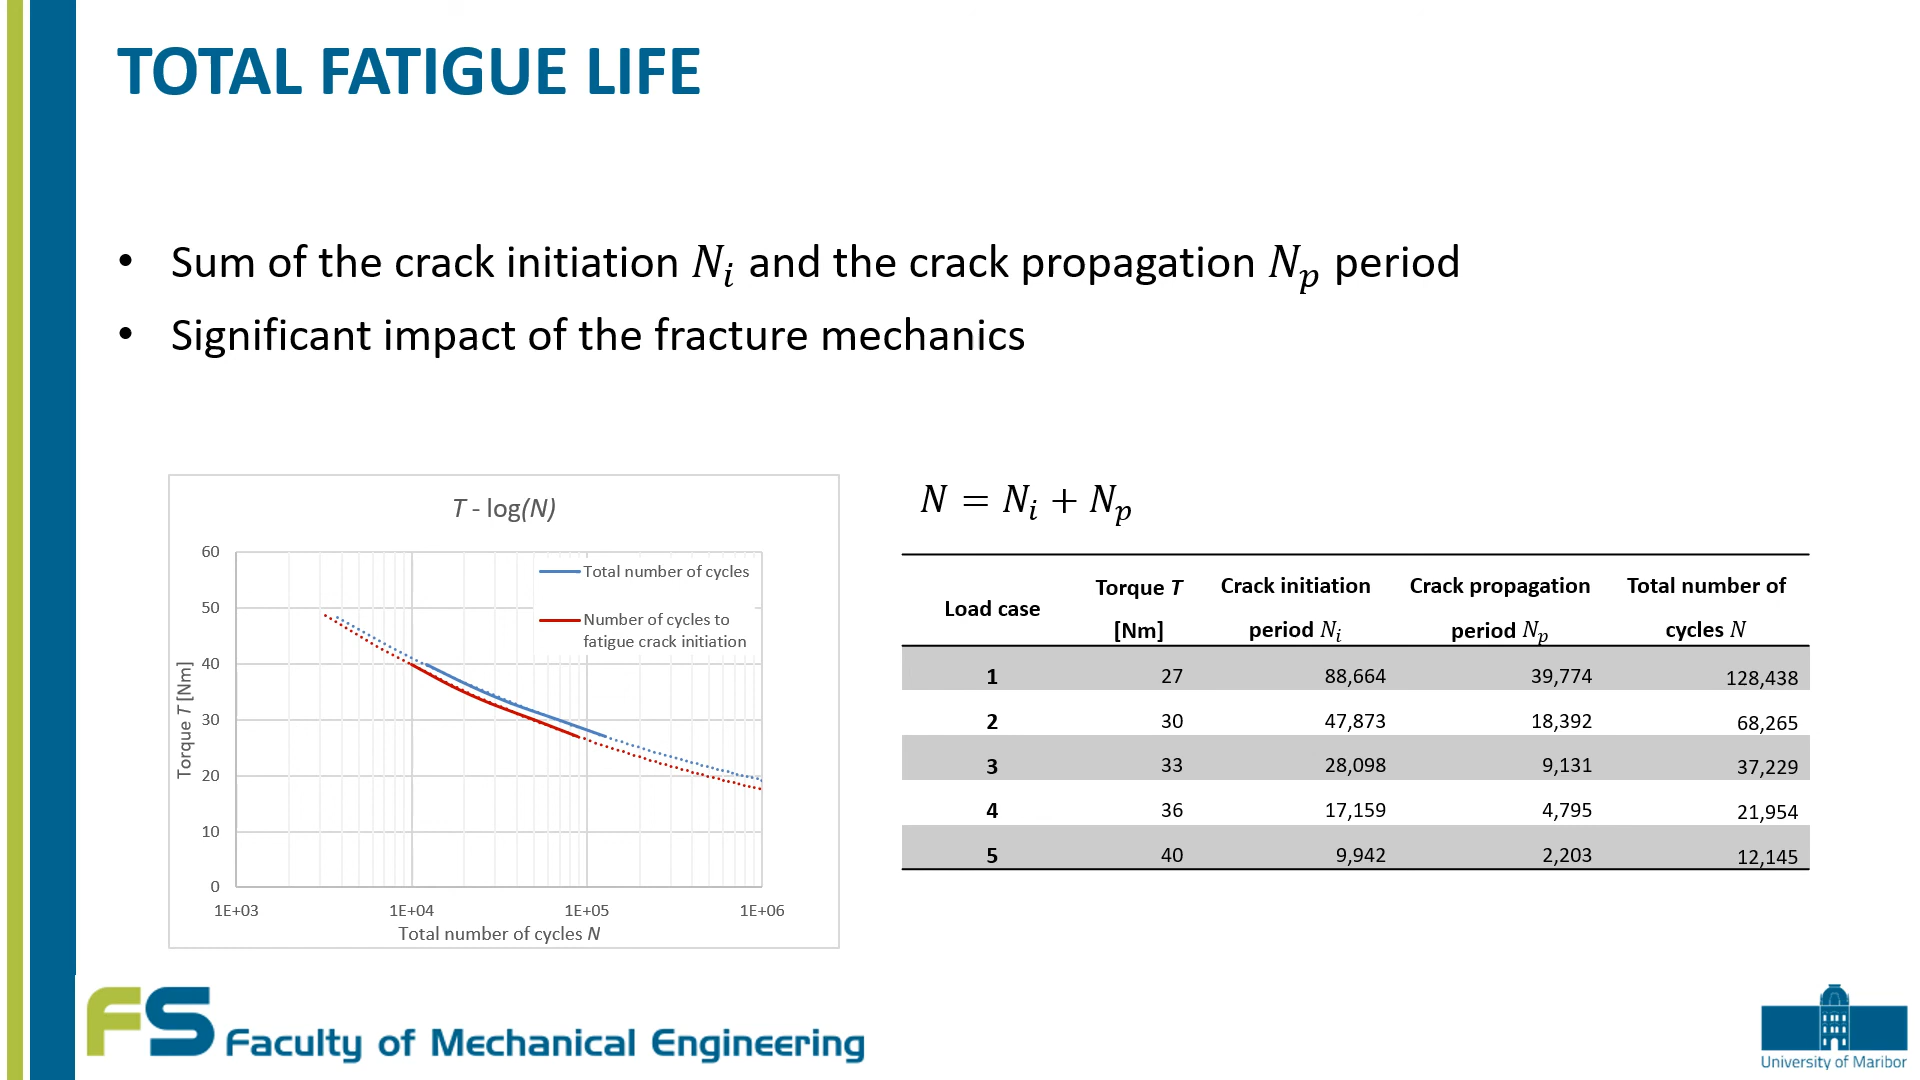 TOTAL FATIGUE LIFE
• Sum of the crack initiation Nᵢ and the crack propagation Nₚ period
• Significant impact of the fracture mechanics
T - log(N)
60
50
40
30
20
10
0
Torque T [Nm]
Total number of cycles
Number of cycles to
fatigue crack initiation
1E+03 1E+04 1E+05 1E+06
Total number of cycles N
N = Nᵢ + Nₚ
Load case Torque T [Nm] Crack initiation period Nᵢ Crack propagation period Nₚ Total number of cycles N
1 27 88,664 39,774 128,438
2 30 47,873 18,392 68,265
3 33 28,098 9,131 37,229
4 36 17,159 4,795 21,954
5 40 9,942 2,203 12,145
FS Faculty of Mechanical Engineering
University of Maribor